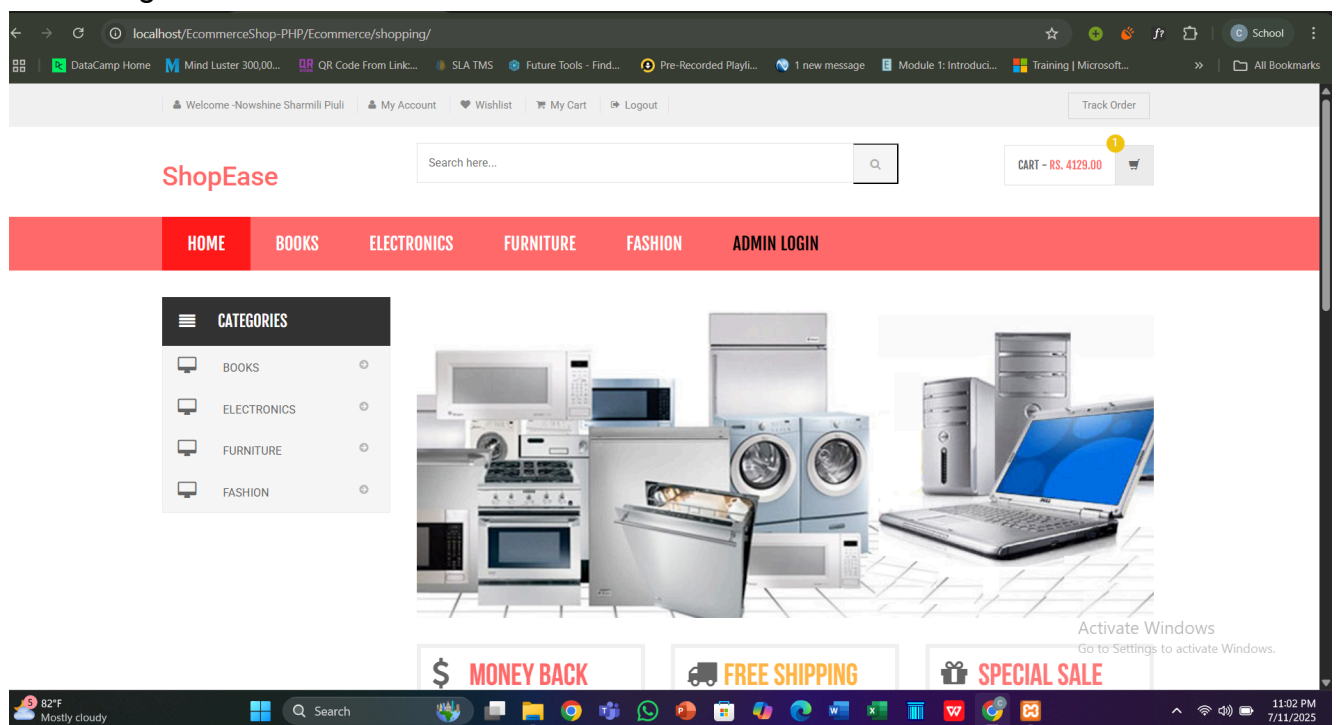 localhost/EcommerceShop-PHP/Ecommerce/shopping/
School
DataCamp Home Mind Luster 300,00... QR Code From Link:... SLA TMS Future Tools - Find... Pre-Recorded Playli... 1 new message Module 1: Introduci... Training | Microsoft... » All Bookmarks
Welcome -Nowshine Sharmili Piuli My Account Wishlist My Cart Logout Track Order
1
ShopEase Search here... CART - RS. 4129.00
HOME BOOKS ELECTRONICS FURNITURE FASHION ADMIN LOGIN
CATEGORIES
BOOKS
ELECTRONICS
FURNITURE
FASHION
DELL
Activate Windows
Go to Settings to activate Windows.
$ MONEY BACK FREE SHIPPING SPECIAL SALE
5 82°F
Mostly cloudy
Search
11:02 PM
7/11/2025